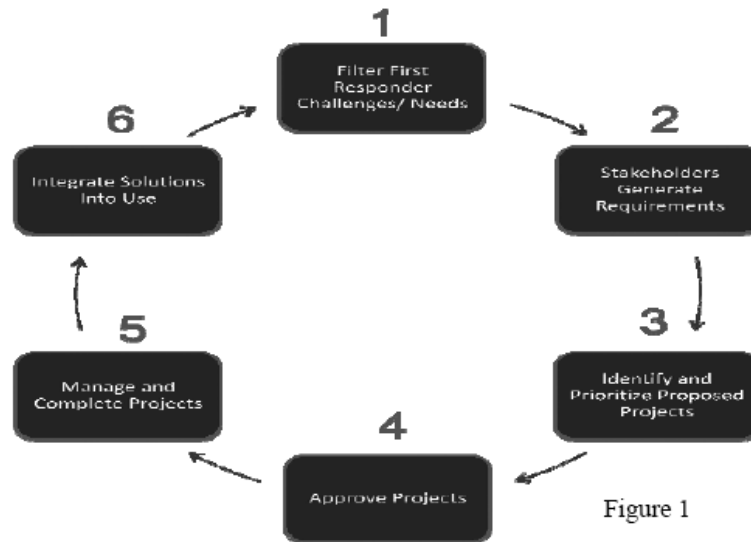 1
Filter First
Responder
Challenges/ Needs
2
Stakeholders
Generate
Requirements
3
Identify and
Prioritize Proposed
Projects
4
Approve Projects
5
Manage and
Complete Projects
6
Integrate Solutions
Into Use
Figure 1